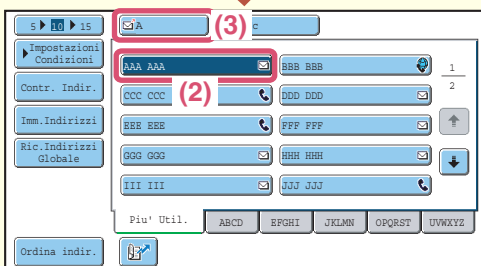 5 10 15
A
(3)
c
Impostazioni
Condizioni
AAA AAA
BBB BBB
1
2
Contr. Indir.
CCC CCC
(2)
DDD DDD
Imm.Indirizzi
EEE EEE
FFF FFF
Ric.Indirizzi
Globale
GGG GGG
HHH HHH
III III
JJJ JJJ
Piu' Util.
ABCD
EFGHI
JKLMN
OPQRST
UVWXYZ
Ordina indir.